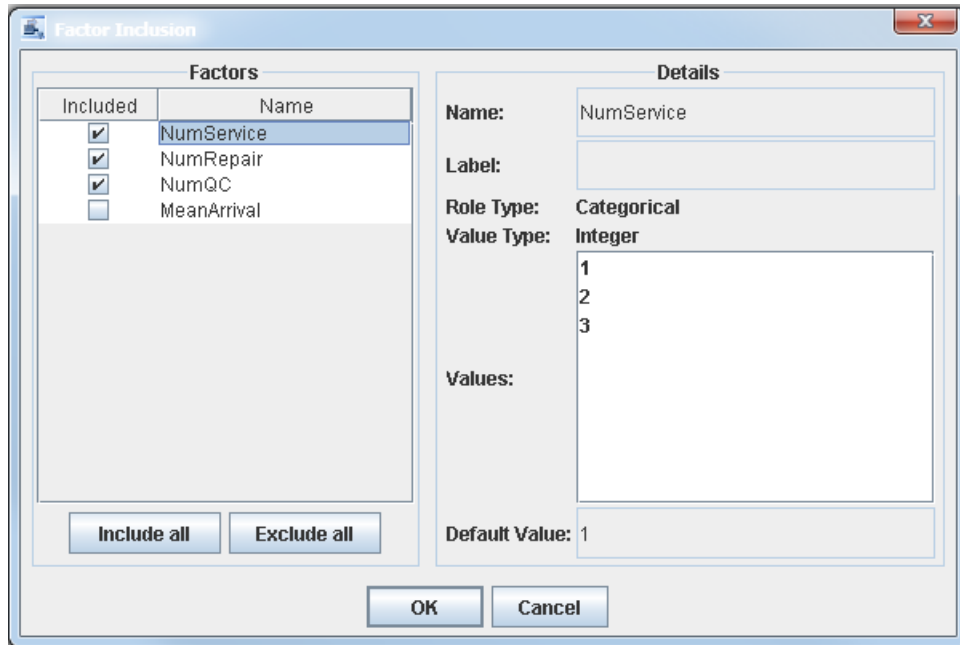 Factor Inclusion
Factors
Included Name
NumService
NumRepair
NumQC
MeanArrival
Include all Exclude all
Details
Name: NumService
Label:
Role Type: Categorical
Value Type: Integer
Values:
1
2
3
Default Value: 1
OK Cancel